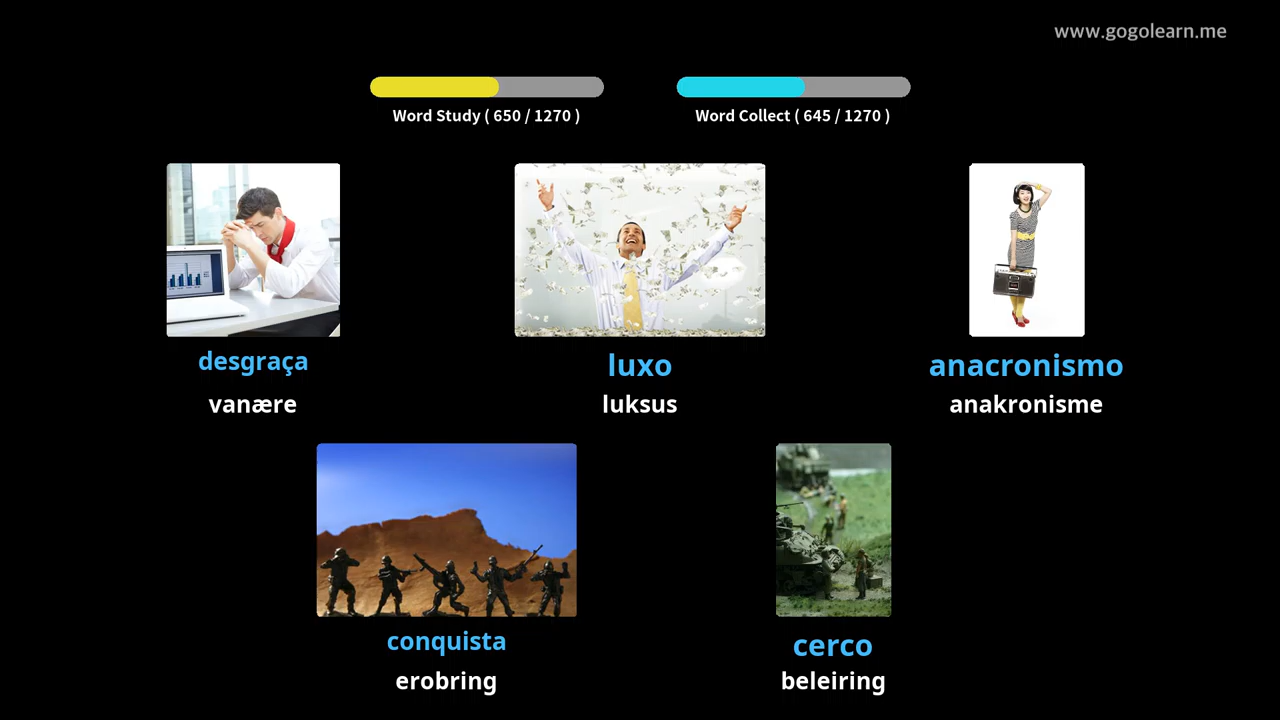 www.gogolearn.me
Word Study ( 650 / 1270 )
Word Collect ( 645 / 1270 )
desgraça
vanære
luxo
luksus
anacronismo
anakronisme
conquista
erobring
cerco
beleiring